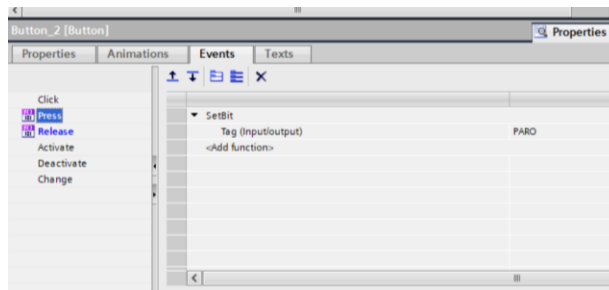 Button_2 [Button]
Properties
Properties Animations Events Texts
Click
Press
Release
Activate
Deactivate
Change
SetBit
Tag (Input/output) PARO
<Add function>